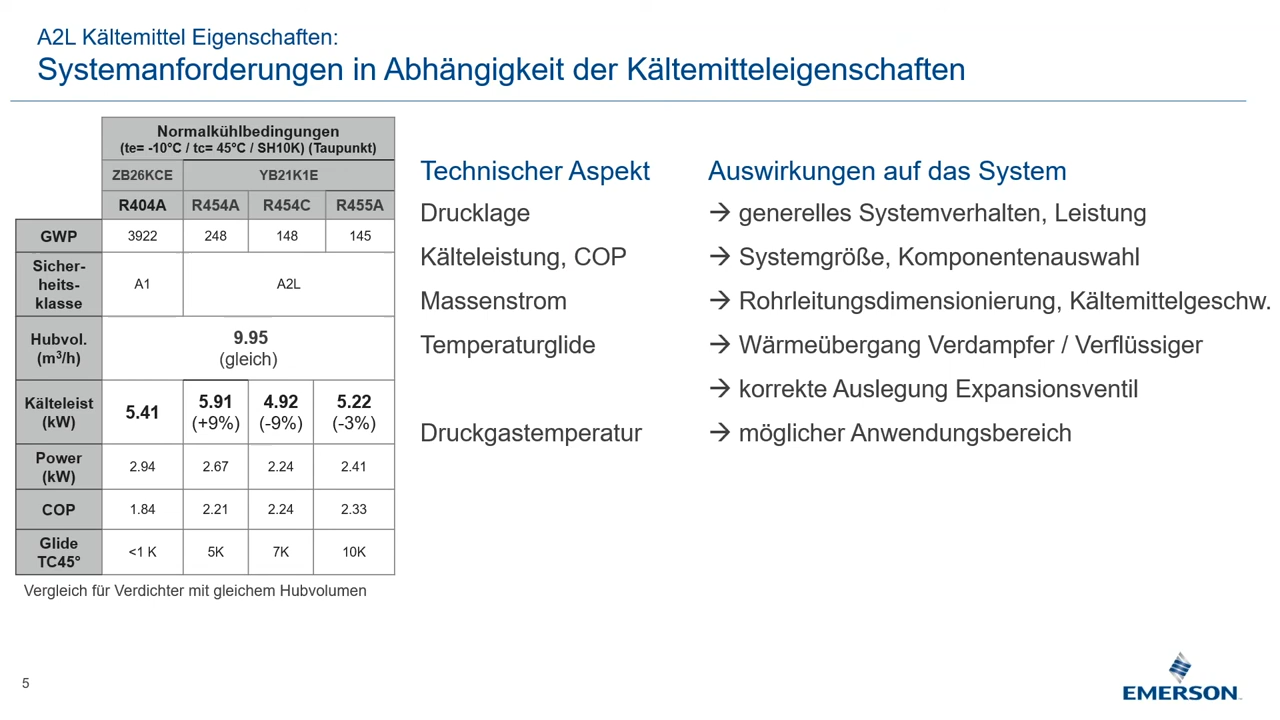 A2L Kältemittel Eigenschaften:
Systemanforderungen in Abhängigkeit der Kältemitteleigenschaften
Normalkühlbedingungen
(te= -10°C / tc= 45°C / SH10K) (Taupunkt)
ZB26KCE YB21K1E
R404A R454A R454C R455A
GWP 3922 248 148 145
Sicher-
heits-
klasse
A1 A2L
Hubvol.
(m³/h)
9.95
(gleich)
Kälteleist
(kW)
5.41 5.91 4.92 5.22
(+9%) (-9%) (-3%)
Power
(kW)
2.94 2.67 2.24 2.41
COP 1.84 2.21 2.24 2.33
Glide
TC45°
<1 K 5K 7K 10K
Vergleich für Verdichter mit gleichem Hubvolumen
Technischer Aspekt Auswirkungen auf das System
Drucklage → generelles Systemverhalten, Leistung
Kälteleistung, COP → Systemgröße, Komponentenauswahl
Massenstrom → Rohrleitungsdimensionierung, Kältemittelgeschw.
Temperaturglide → Wärmeübergang Verdampfer / Verflüssiger
→ korrekte Auslegung Expansionsventil
Druckgastemperatur → möglicher Anwendungsbereich
5
EMERSON